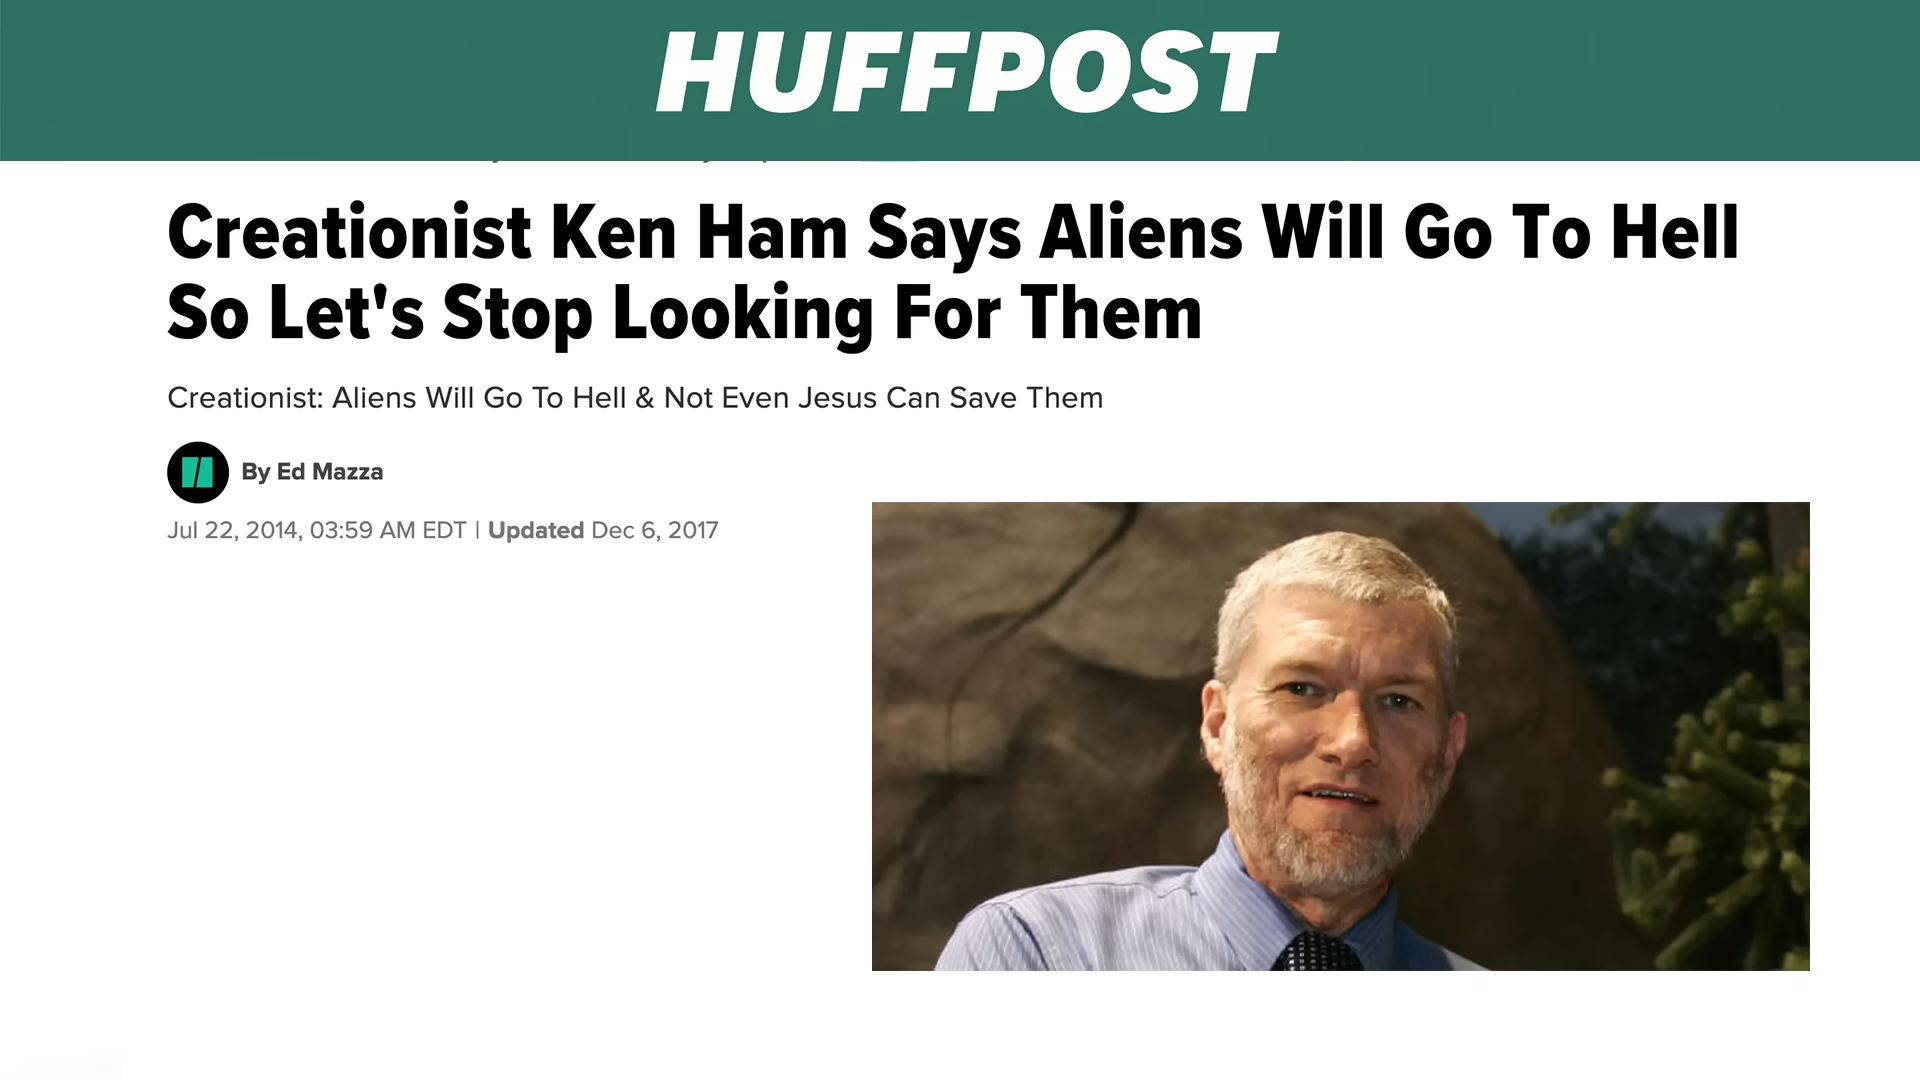 HUFFPOST
Creationist Ken Ham Says Aliens Will Go To Hell
So Let's Stop Looking For Them
Creationist: Aliens Will Go To Hell & Not Even Jesus Can Save Them
By Ed Mazza
Jul 22, 2014, 03:59 AM EDT | Updated Dec 6, 2017